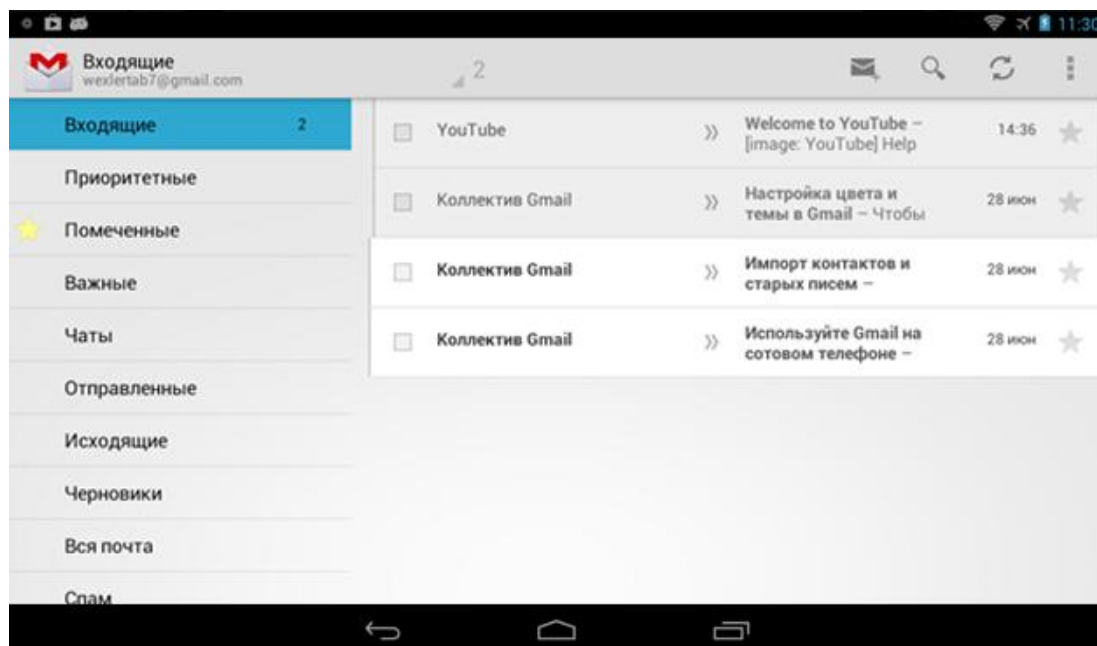 11:30
Входящие
wexlertab7@gmail.com
2
Входящие 2
Приоритетные
Помеченные
Важные
Чаты
Отправленные
Исходящие
Черновики
Вся почта
Спам
YouTube » Welcome to YouTube – 14:36
[image: YouTube] Help
Коллектив Gmail » Настройка цвета и 28 июн
темы в Gmail – Чтобы
Коллектив Gmail » Импорт контактов и 28 июн
старых писем –
Коллектив Gmail » Используйте Gmail на 28 июн
сотовом телефоне –